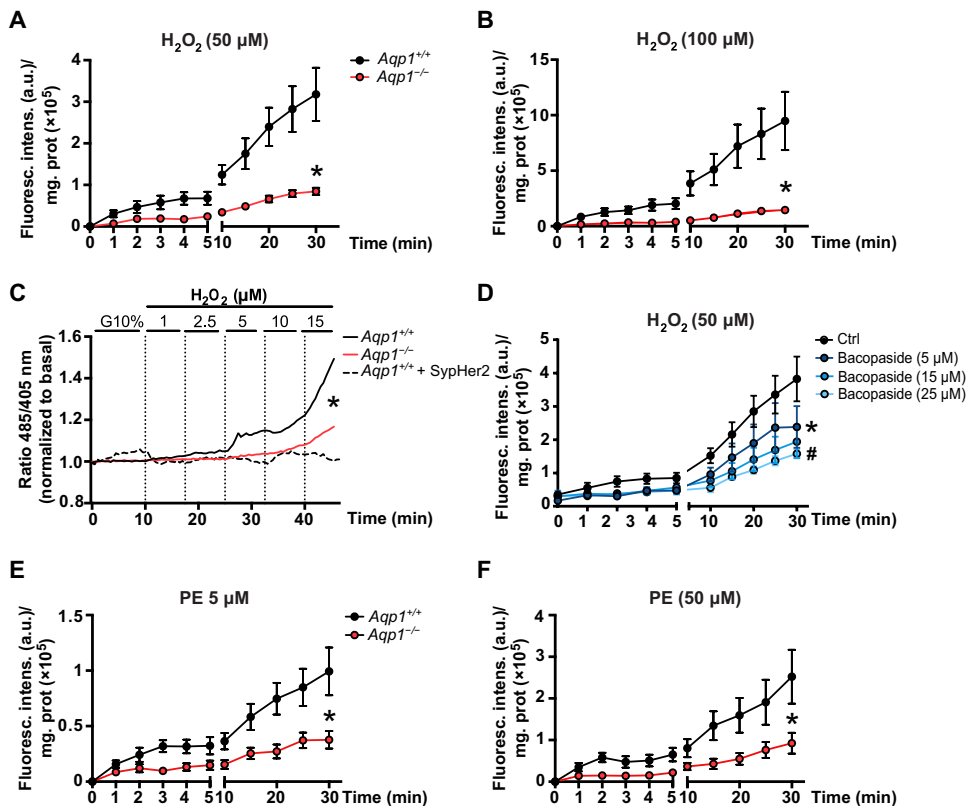 A
H₂O₂ (50 µM)
Fluoresc. intens. (a.u.)/
mg. prot (×10⁵)
4
3
2
1
0
0 1 2 3 4 5 10 20 30
Time (min)
Aqp1⁺/⁺
Aqp1⁻/⁻
*
B
H₂O₂ (100 µM)
Fluoresc. intens. (a.u.)/
mg. prot (×10⁵)
15
10
5
0
0 1 2 3 4 5 10 20 30
Time (min)
*
C
H₂O₂ (µM)
G10% 1 2.5 5 10 15
Ratio 485/405 nm
(normalized to basal)
1.6
1.4
1.2
1.0
0.8
0 10 20 30 40
Time (min)
Aqp1⁺/⁺
Aqp1⁻/⁻
Aqp1⁺/⁺ + SypHer2
*
D
H₂O₂ (50 µM)
Fluoresc. intens. (a.u.)/
mg. prot (×10⁵)
5
4
3
2
1
0
0 1 2 3 4 5 10 20 30
Time (min)
Ctrl
Bacopaside (5 µM)
Bacopaside (15 µM)
Bacopaside (25 µM)
*
#
E
PE 5 µM
Fluoresc. intens. (a.u.)/
mg. prot (×10⁵)
1.5
1
0.5
0
0 1 2 3 4 5 10 20 30
Time (min)
Aqp1⁺/⁺
Aqp1⁻/⁻
*
F
PE (50 µM)
Fluoresc. intens. (a.u.)/
mg. prot (×10⁵)
4
3
2
1
0
0 1 2 3 4 5 10 20 30
Time (min)
*